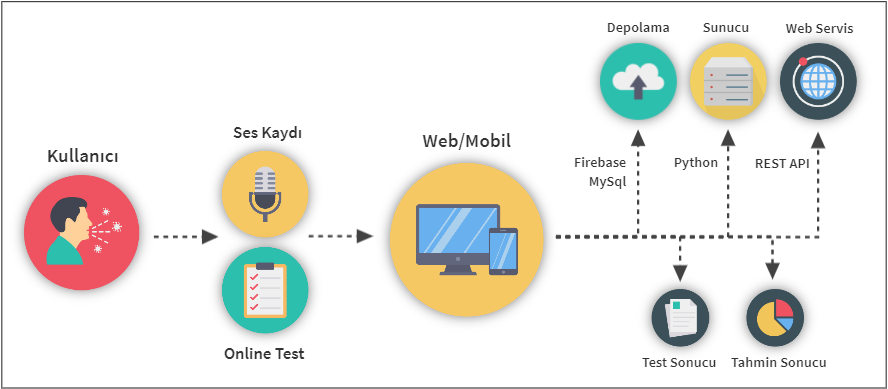 Kullanıcı
Ses Kaydı
Online Test
Web/Mobil
Depolama
Sunucu
Web Servis
Firebase
MySql
Python
REST API
Test Sonucu
Tahmin Sonucu